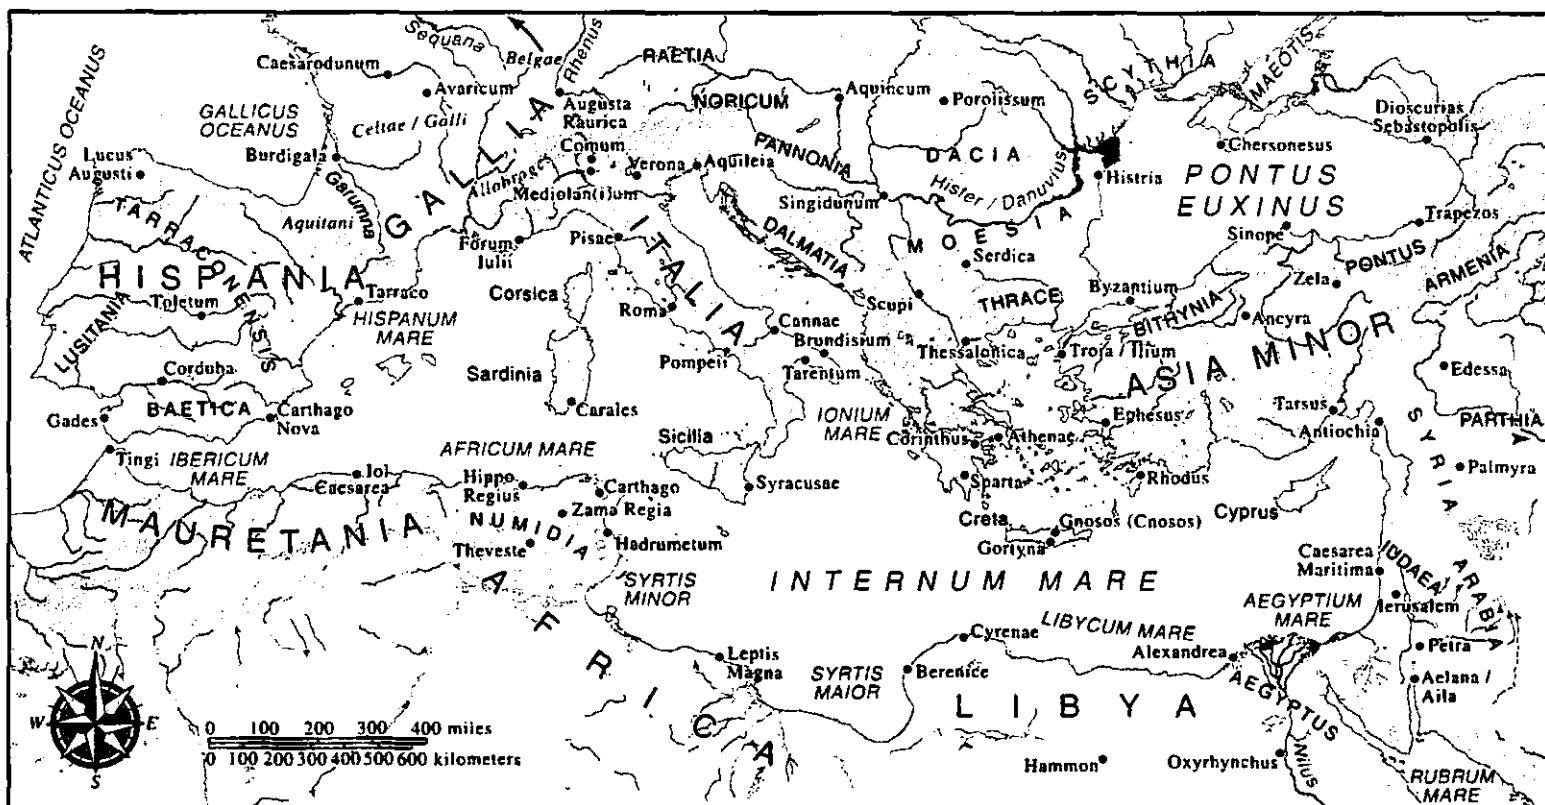 Sequana
Belgae
Rhenus
RAETIA
SCYTHIA
MAEOTIS
Caesarodunum
Avaricum
Augusta
Raurica
NORICUM
Aquincum
Porolissum
Dioscurias /
Sebastopolis
ATLANTICUS OCEANUS
GALLICUS
OCEANUS
Celtae / Galli
GALLIA
Comum
PANNONIA
DACIA
Chersonesus
Lucus
Augusti
Burdigala
Garumna
Allobroges
Verona
Aquileia
Mediolan(i)um
Hister / Danuvius
Histria
PONTUS
EUXINUS
Singidunum
TARRACONENSIS
Aquitani
Forum
Iulii
Pisae
ITALIA
DALMATIA
MOESIA
Serdica
Sinope
Trapezos
HISPANIA
Toletum
LUSITANIA
Tarraco
HISPANUM
MARE
Corsica
Roma
Scupi
THRACE
Byzantium
BITHYNIA
Zela
PONTUS
ARMENIA
Ancyra
Cannae
Brundisium
Thessalonica
Troja / Ilium
ASIA MINOR
Corduba
Sardinia
Pompeii
Tarentum
Edessa
BAETICA
Gades
Carthago
Nova
Carales
IONIUM
MARE
Ephesus
Tarsus
Antiochia
PARTHIA
Sicilia
Corinthus
Athenae
SYRIA
Tingi
IBERICUM
MARE
AFRICUM MARE
Iol
Caesarea
Hippo
Regius
Carthago
Syracusae
Sparta
Rhodus
Palmyra
MAURETANIA
NUMIDIA
Zama Regia
Creta
Gnosos (Cnosos)
Cyprus
Theveste
Hadrumetum
Gortyna
Caesarea
Maritima
IUDAEA
ARABIA
AFRICA
SYRTIS
MINOR
INTERNUM MARE
AEGYPTIUM
MARE
Ierusalem
LIBYCUM MARE
Cyrenae
Alexandrea
Petra
Leptis
Magna
SYRTIS
MAIOR
Berenice
AEGYPTUS
Aelana /
Aila
LIBYA
N
W
E
S
0 100 200 300 400 miles
0 100 200 300 400 500 600 kilometers
Hammon
Oxyrhynchus
Nilus
RUBRUM
MARE